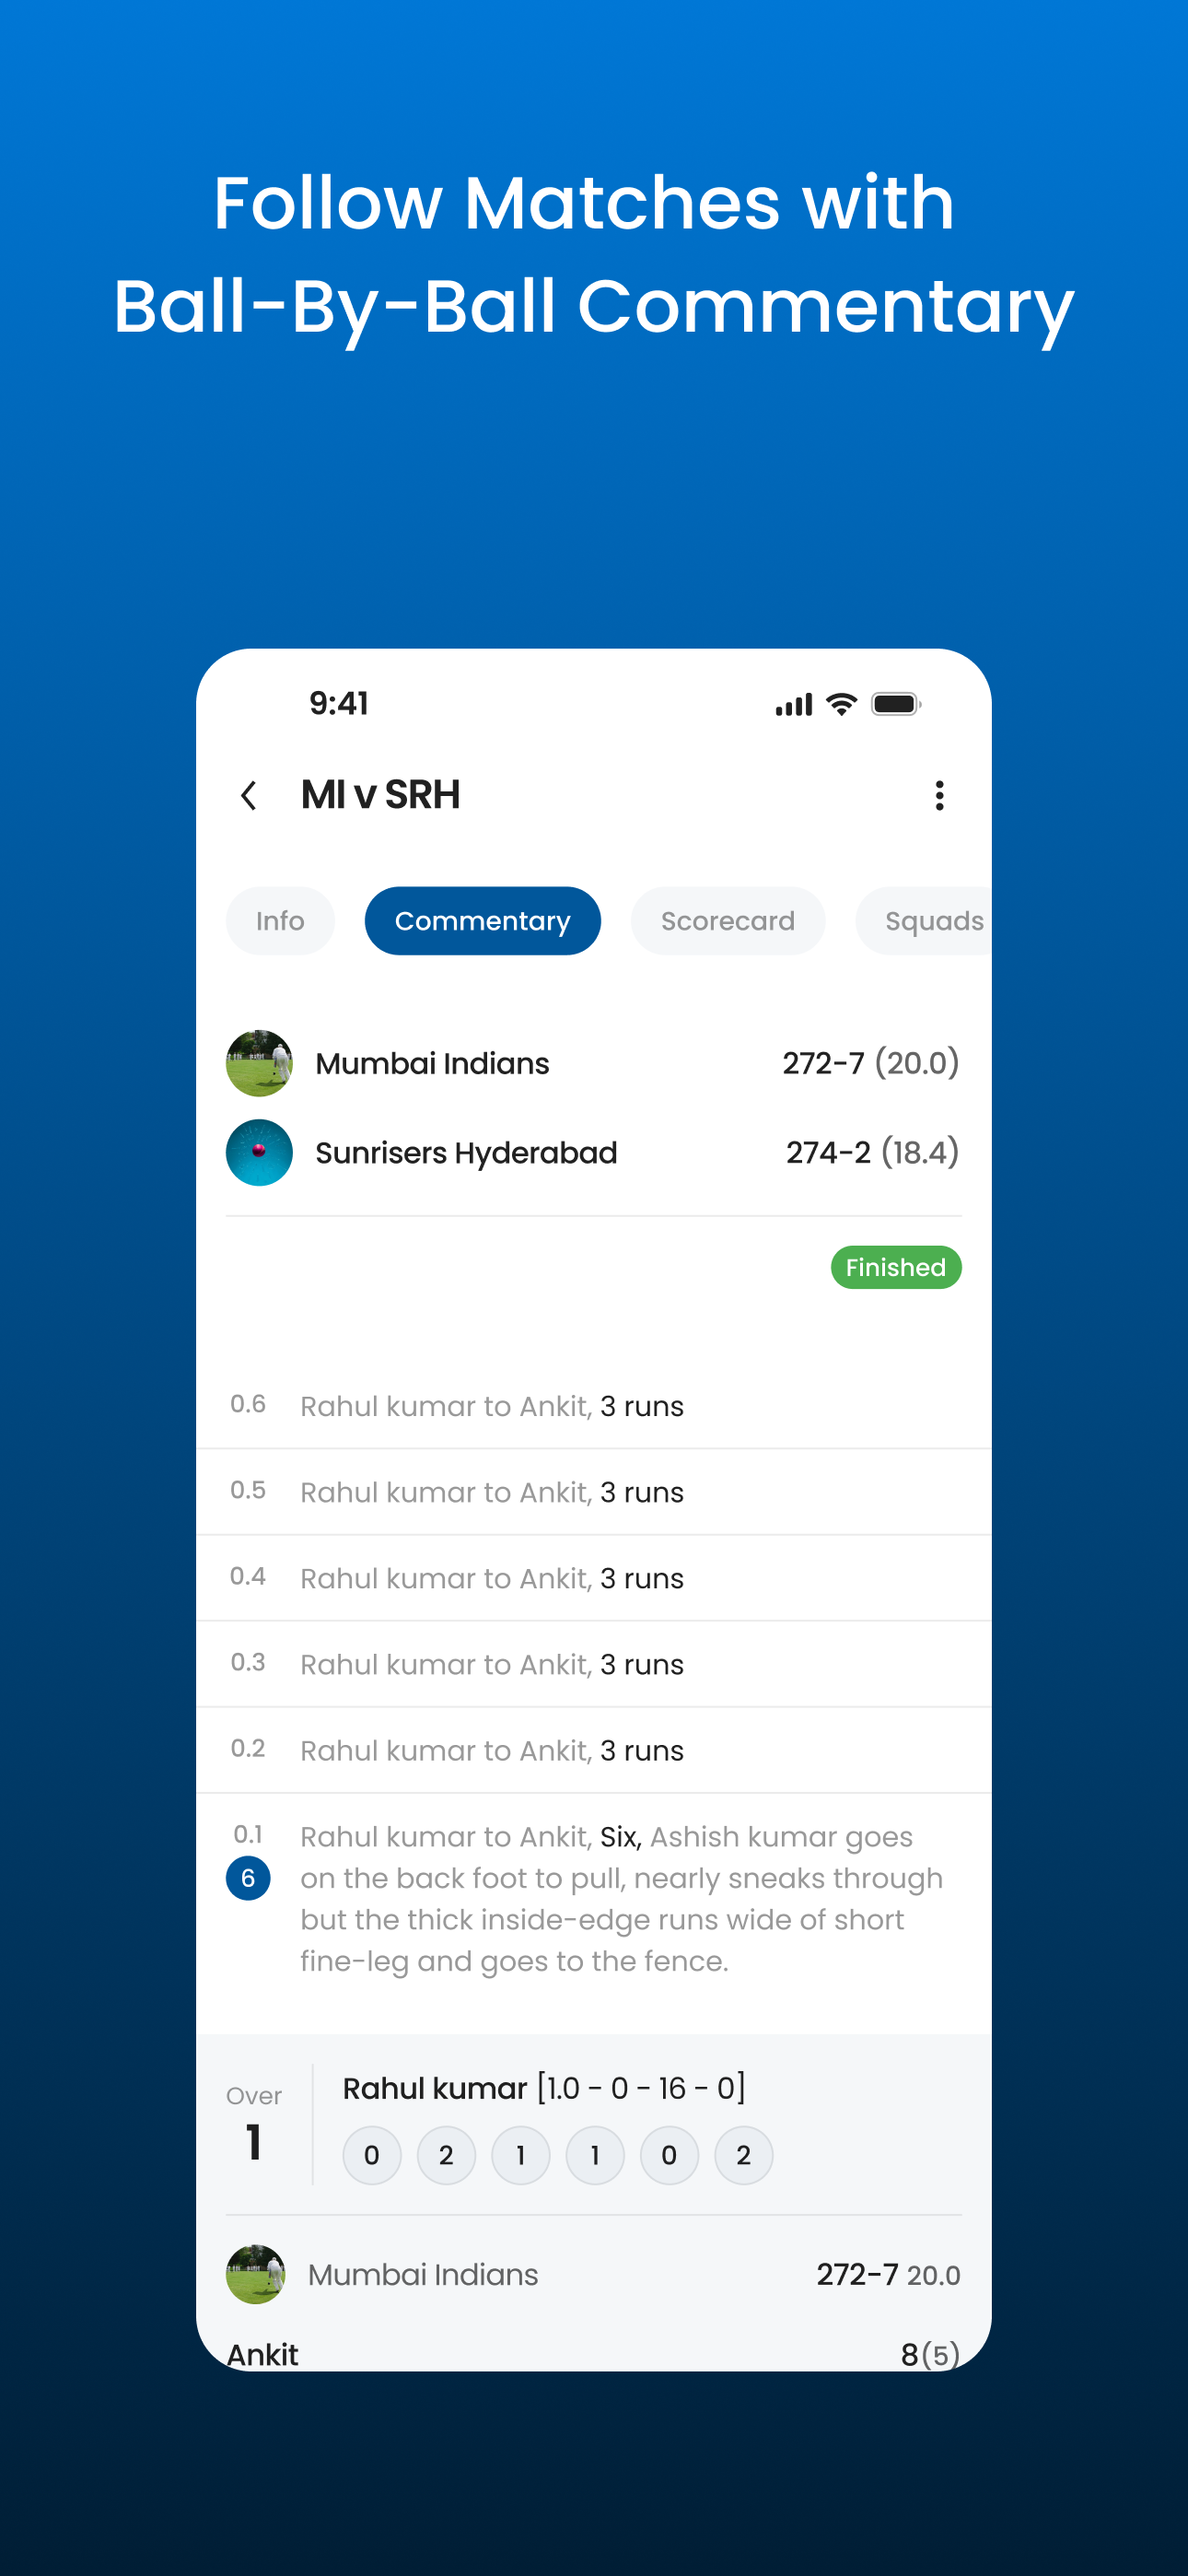 Follow Matches with
Ball-By-Ball Commentary
9:41
MI v SRH
Info Commentary Scorecard Squads
Mumbai Indians 272-7 (20.0)
Sunrisers Hyderabad 274-2 (18.4)
Finished
0.6 Rahul kumar to Ankit, 3 runs
0.5 Rahul kumar to Ankit, 3 runs
0.4 Rahul kumar to Ankit, 3 runs
0.3 Rahul kumar to Ankit, 3 runs
0.2 Rahul kumar to Ankit, 3 runs
0.1 Rahul kumar to Ankit, Six, Ashish kumar goes
6 on the back foot to pull, nearly sneaks through
but the thick inside-edge runs wide of short
fine-leg and goes to the fence.
Over Rahul kumar [1.0 - 0 - 16 - 0]
1 0 2 1 1 0 2
Mumbai Indians 272-7 20.0
Ankit 8(5)